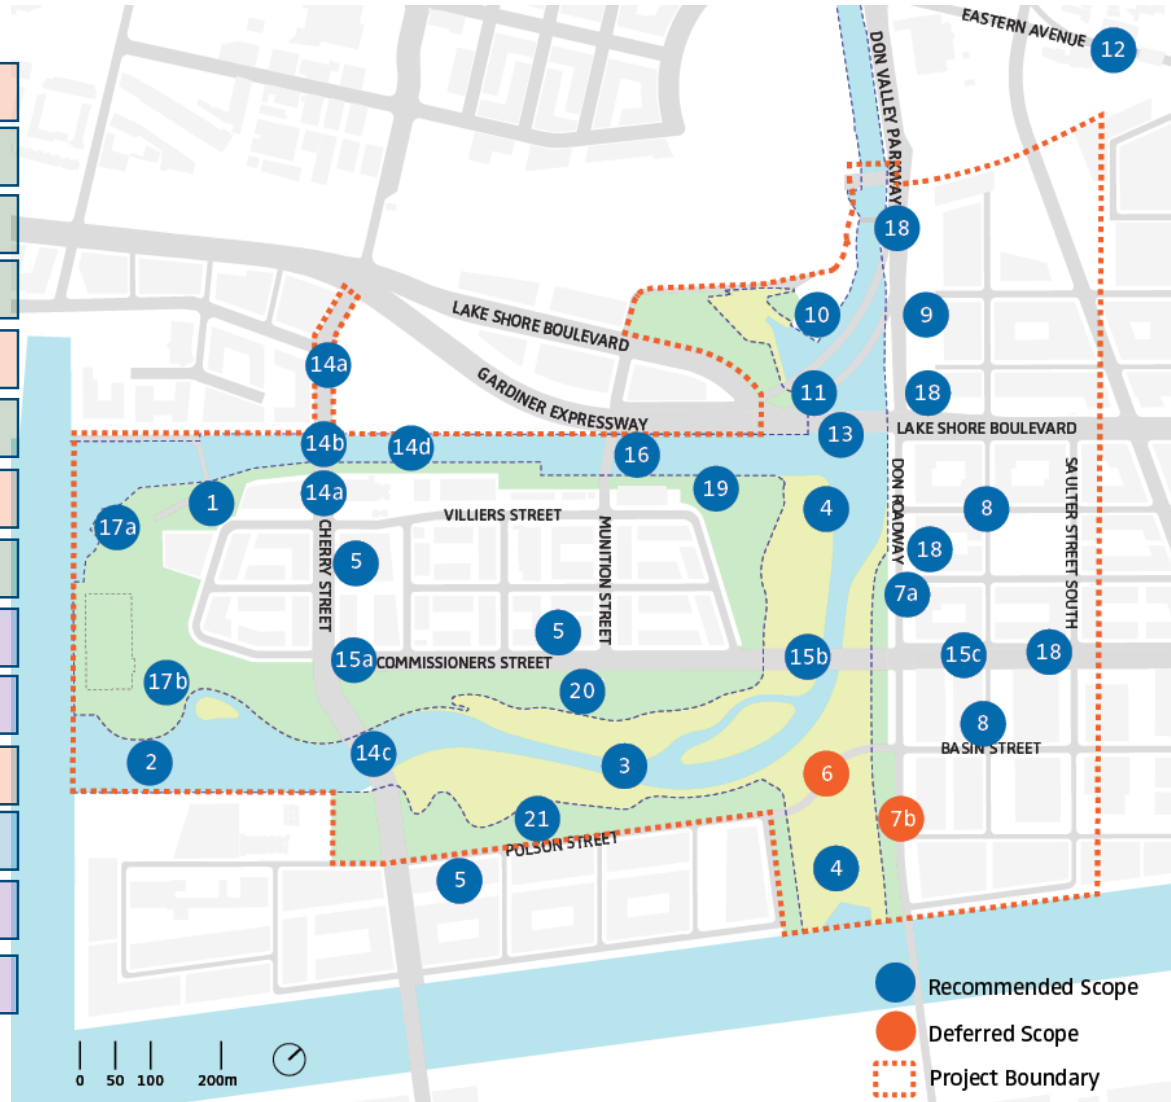 EASTERN AVENUE
12
DON VALLEY PARKWAY
18
10
9
LAKE SHORE BOULEVARD
14a
GARDINER EXPRESSWAY
11
18
LAKE SHORE BOULEVARD
13
14b
14d
16
19
14a
1
17a
VILLIERS STREET
4
8
CHERRY STREET
MUNITION STREET
DON ROADWAY
SAULTER STREET SOUTH
5
18
7a
5
15a
COMMISSIONERS STREET
15b
15c
18
17b
20
8
BASIN STREET
2
14c
3
6
21
7b
POLSON STREET
5
4
Recommended Scope
Deferred Scope
Project Boundary
0 50 100 200m